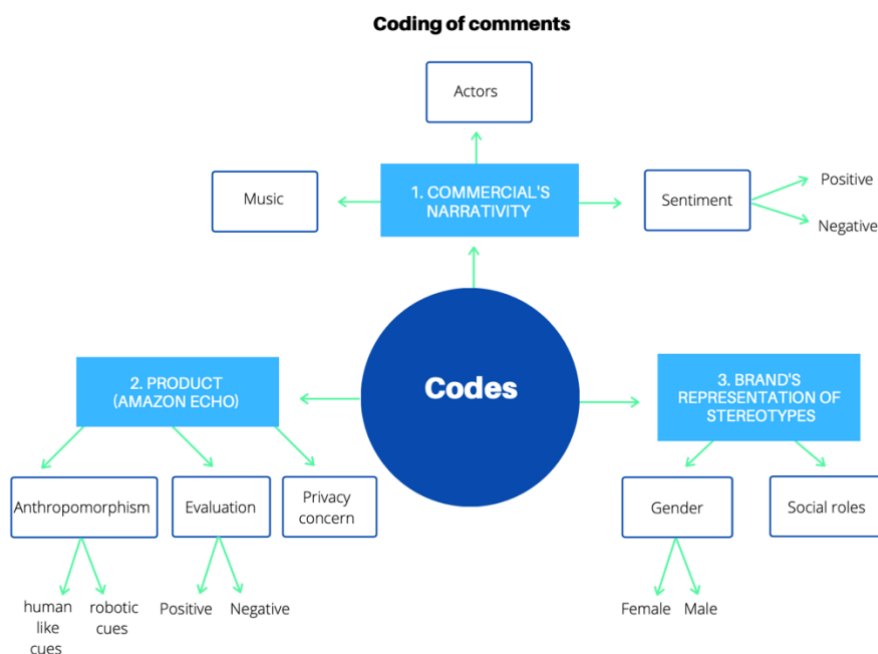 Coding of comments
Actors
Music
1. COMMERCIAL'S
NARRATIVITY
Sentiment
Positive
Negative
Codes
2. PRODUCT
(AMAZON ECHO)
3. BRAND'S
REPRESENTATION OF
STEREOTYPES
Anthropomorphism
Evaluation
Privacy
concern
Gender
Social roles
human
like
cues
robotic
cues
Positive
Negative
Female
Male